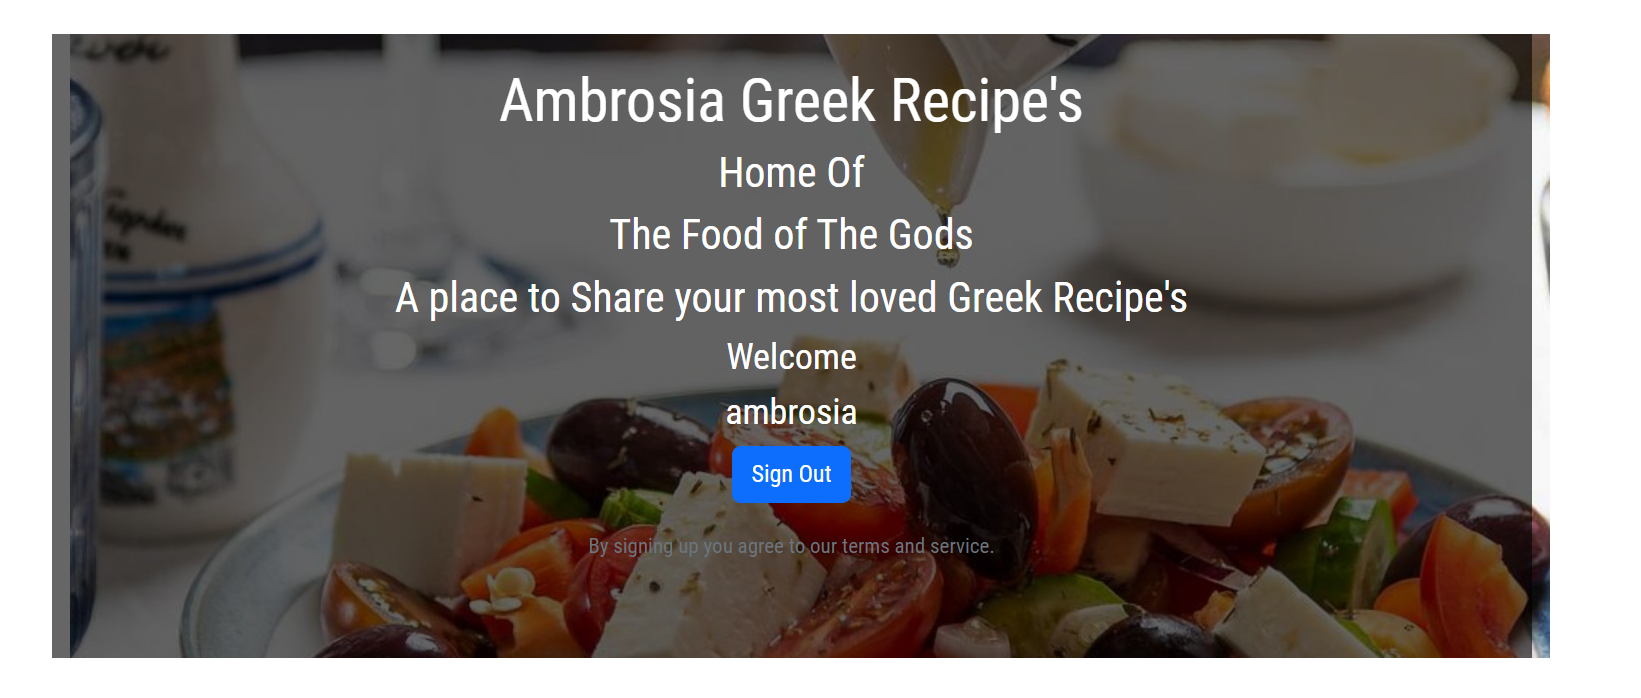 Ambrosia Greek Recipe's
Home Of
The Food of The Gods
A place to Share your most loved Greek Recipe's
Welcome
ambrosia
Sign Out
By signing up you agree to our terms and service.